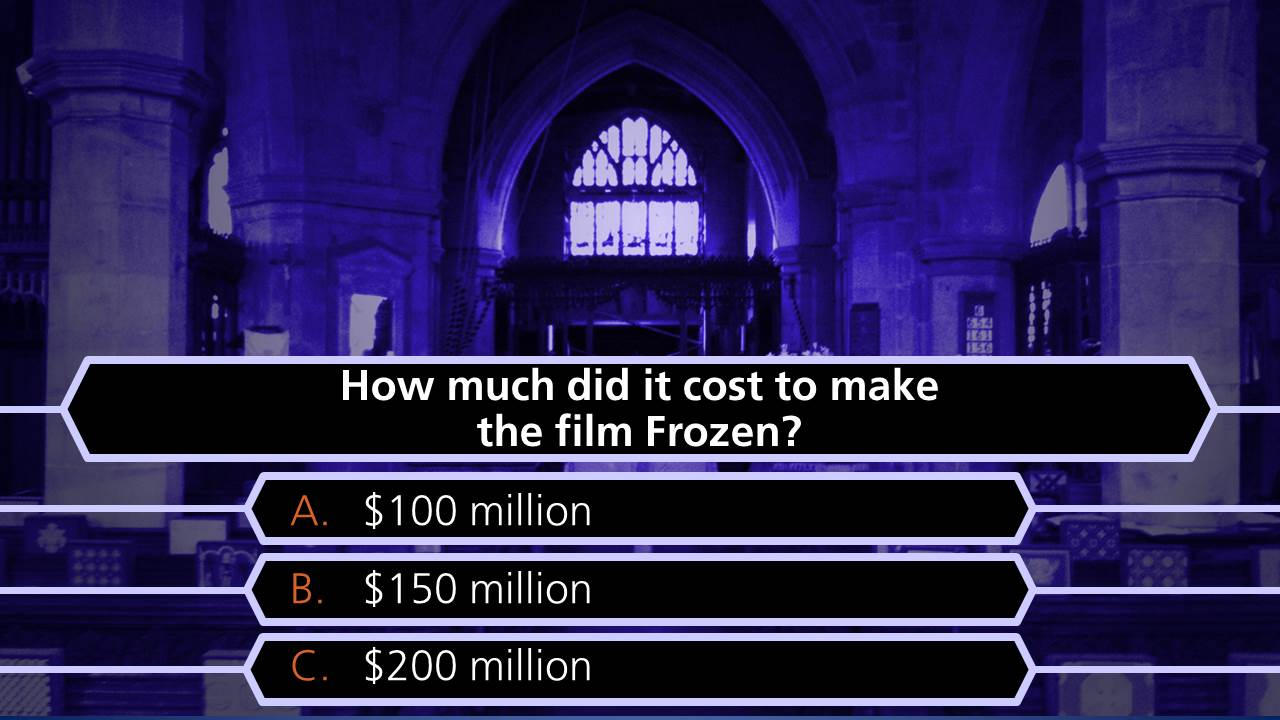 How much did it cost to make
the film Frozen?
A. $100 million
B. $150 million
C. $200 million